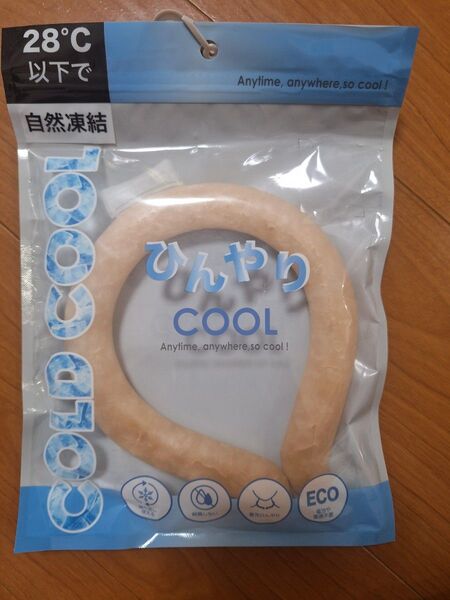 28°C
以下で
自然凍結
Anytime, anywhere,so cool !
COLD COOL
ひんやり
COOL
Anytime, anywhere,so cool !
ECO